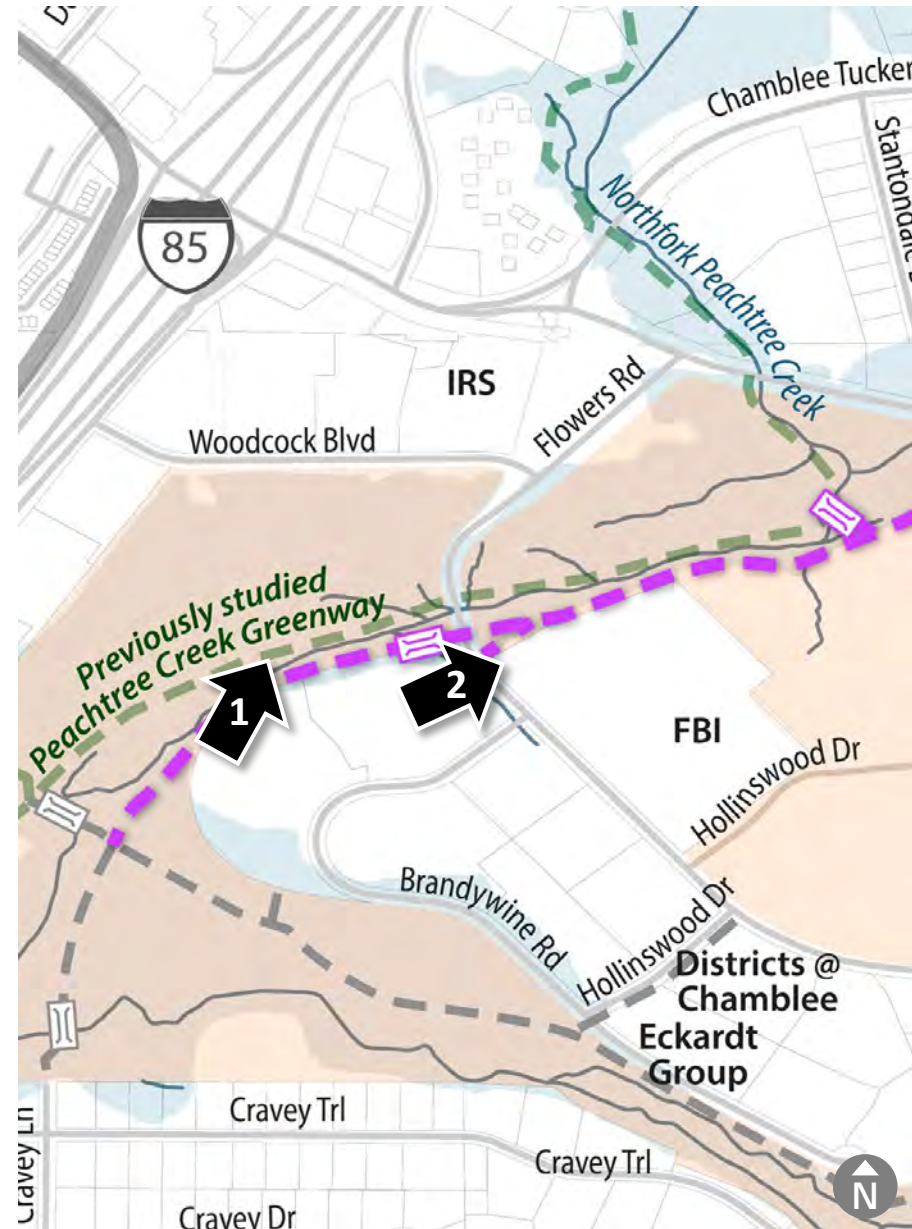 Do
Chamblee Tucker
Stantondale
85
Northfork Peachtree Creek
IRS
Flowers Rd
Woodcock Blvd
Previously studied
Peachtree Creek Greenway
1
2
FBI
Hollinswood Dr
Brandywine Rd
Hollinswood Dr
Districts @
Chamblee
Eckardt
Group
Cravey Ln
Cravey Trl
Cravey Trl
Cravey Dr
N